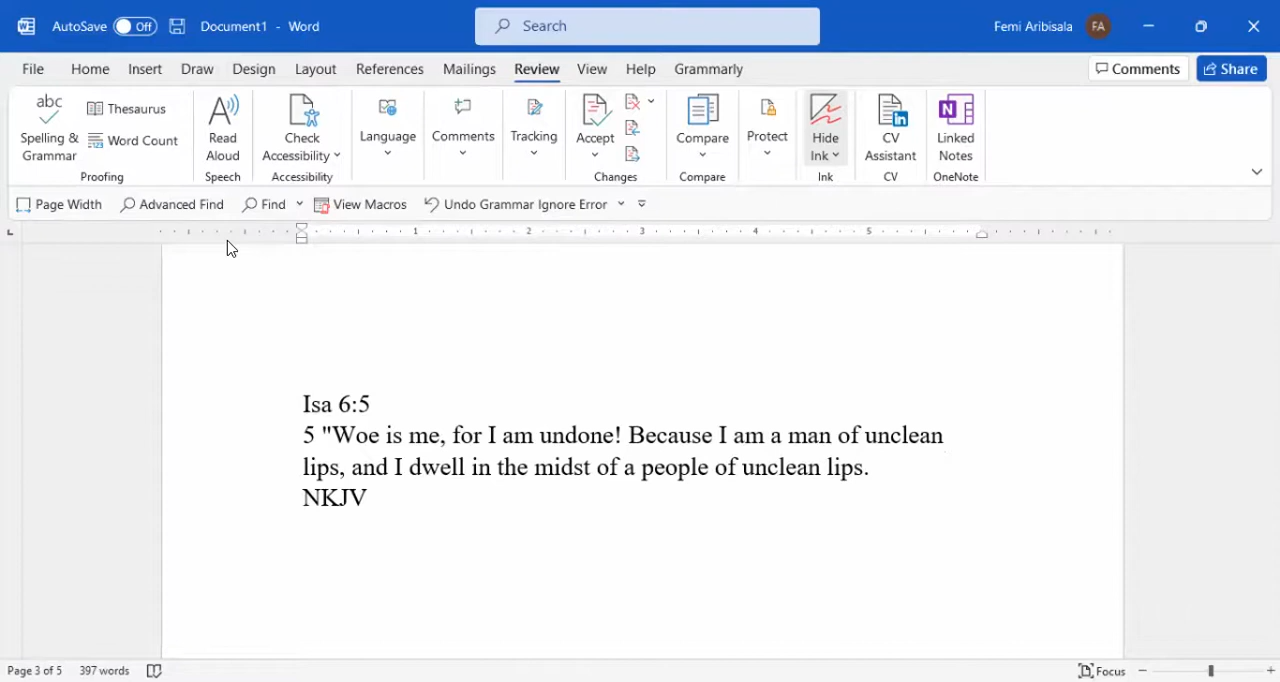 AutoSave Off Document1 - Word Search Femi Aribisala FA
File Home Insert Draw Design Layout References Mailings Review View Help Grammarly Comments Share
abc Spelling & Grammar Thesaurus Word Count Read Aloud Check Accessibility Language Comments Tracking Accept Compare Protect Hide Ink CV Assistant N Linked Notes
Proofing Speech Accessibility Changes Compare Ink CV OneNote
Page Width Advanced Find Find View Macros Undo Grammar Ignore Error
1 2 3 4 5
Isa 6:5
5 "Woe is me, for I am undone! Because I am a man of unclean
lips, and I dwell in the midst of a people of unclean lips.
NKJV
Page 3 of 5 397 words Focus